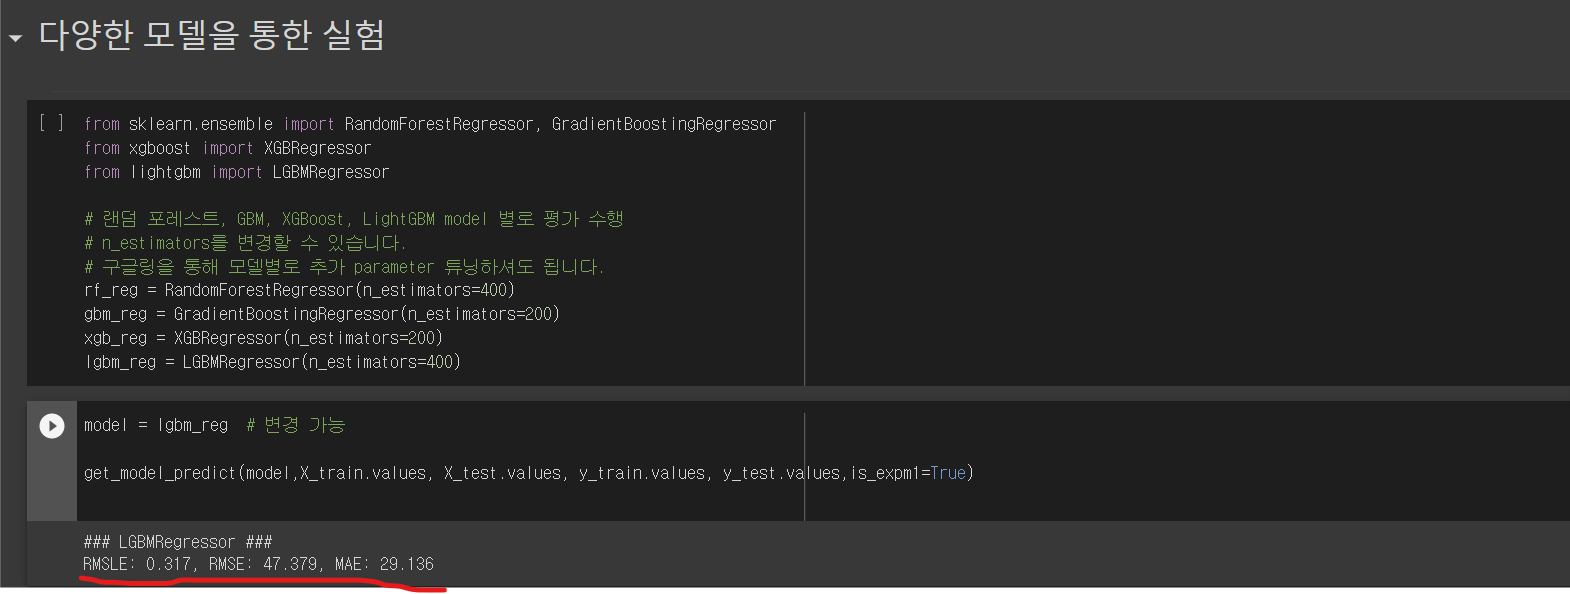 다양한 모델을 통한 실험
[ ] from sklearn.ensemble import RandomForestRegressor, GradientBoostingRegressor
from xgboost import XGBRegressor
from lightgbm import LGBMRegressor
# 랜덤 포레스트, GBM, XGBoost, LightGBM model 별로 평가 수행
# n_estimators를 변경할 수 있습니다.
# 구글링을 통해 모델별로 추가 parameter 튜닝하셔도 됩니다.
rf_reg = RandomForestRegressor(n_estimators=400)
gbm_reg = GradientBoostingRegressor(n_estimators=200)
xgb_reg = XGBRegressor(n_estimators=200)
lgbm_reg = LGBMRegressor(n_estimators=400)
model = lgbm_reg  # 변경 가능
get_model_predict(model,X_train.values, X_test.values, y_train.values, y_test.values,is_expm1=True)
### LGBMRegressor ###
RMSLE: 0.317, RMSE: 47.379, MAE: 29.136